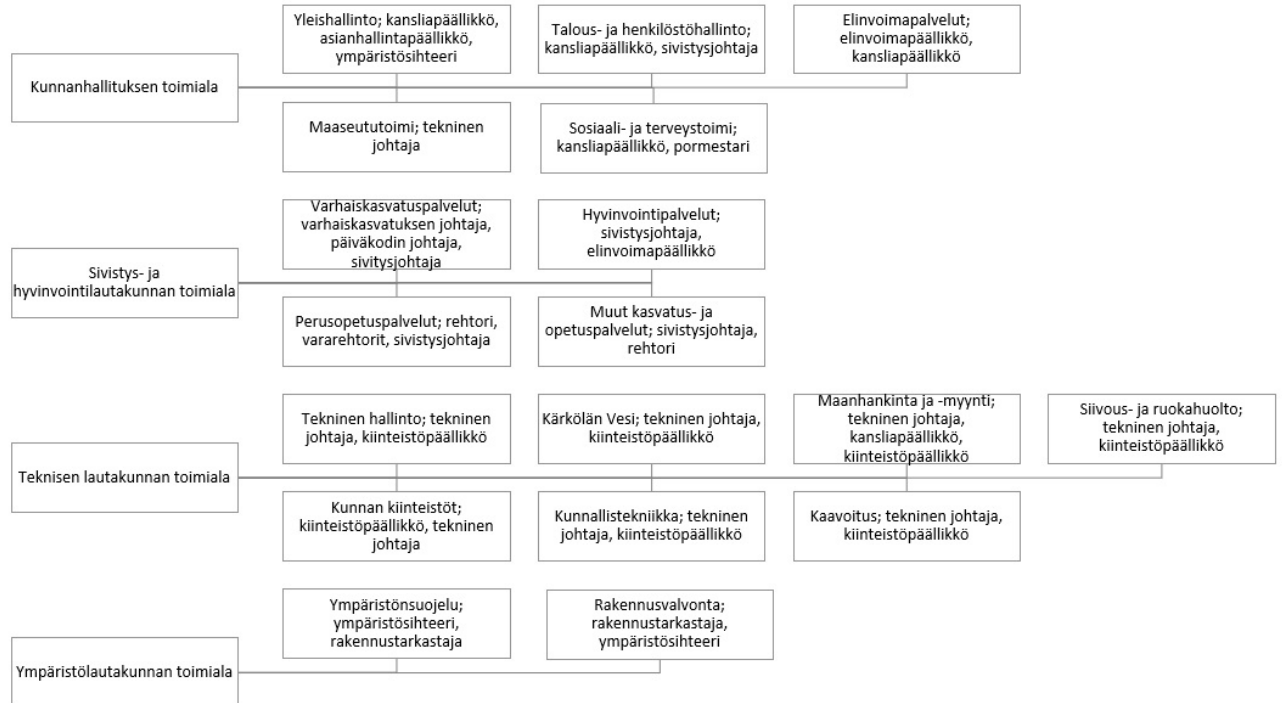 Kunnanhallituksen toimiala
Yleishallinto; kansliapäällikkö,
asianhallintapäällikkö,
ympäristösihteeri
Talous- ja henkilöstöhallinto;
kansliapäällikkö, sivistysjohtaja
Elinvoimapalvelut;
elinvoimapäällikkö,
kansliapäällikkö
Maaseututoimi; tekninen
johtaja
Sosiaali- ja terveystoimi;
kansliapäällikkö, pormestari
Sivistys- ja
hyvinvointilautakunnan toimiala
Varhaiskasvatuspalvelut;
varhaiskasvatuksen johtaja,
päiväkodin johtaja,
sivitysjohtaja
Hyvinvointipalvelut;
sivistysjohtaja,
elinvoimapäällikkö
Perusopetuspalvelut; rehtori,
vararehtorit, sivistysjohtaja
Muut kasvatus- ja
opetuspalvelut; sivistysjohtaja,
rehtori
Teknisen lautakunnan toimiala
Tekninen hallinto; tekninen
johtaja, kiinteistöpäällikkö
Kärkölän Vesi; tekninen johtaja,
kiinteistöpäällikkö
Maanhankinta ja -myynti;
tekninen johtaja,
kansliapäällikkö,
kiinteistöpäällikkö
Siivous- ja ruokahuolto;
tekninen johtaja,
kiinteistöpäällikkö
Kunnan kiinteistöt;
kiinteistöpäällikkö, tekninen
johtaja
Kunnallistekniikka; tekninen
johtaja, kiinteistöpäällikkö
Kaavoitus; tekninen johtaja,
kiinteistöpäällikkö
Ympäristölautakunnan toimiala
Ympäristönsuojelu;
ympäristösihteeri,
rakennustarkastaja
Rakennusvalvonta;
rakennustarkastaja,
ympäristösihteeri